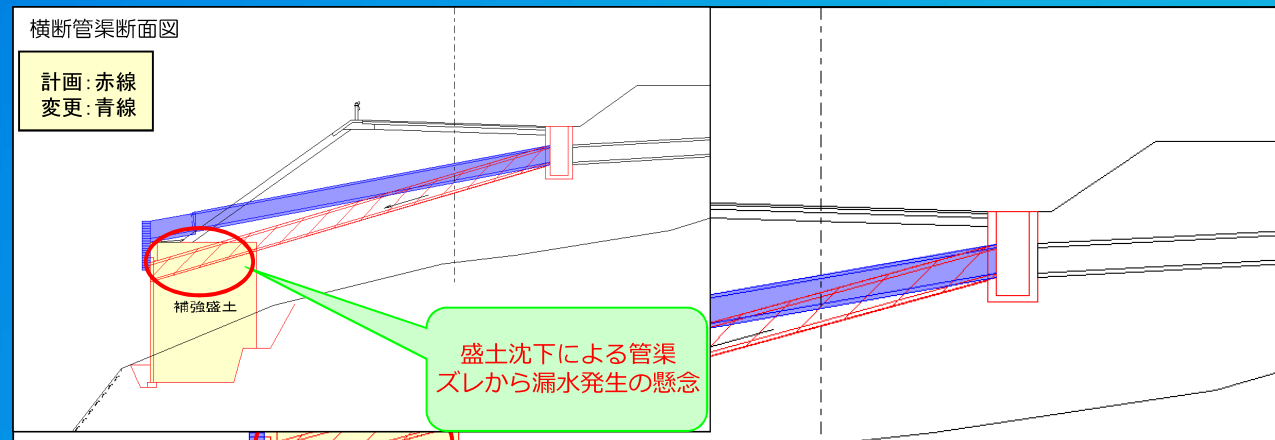 横断管渠断面図
計画：赤線
変更：青線
補強盛土
盛土沈下による管渠
ズレから漏水発生の懸念